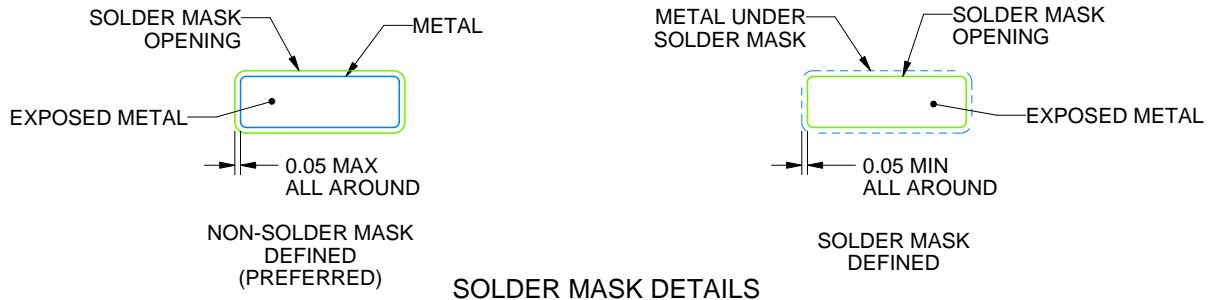 SOLDER MASK
OPENING
METAL
EXPOSED METAL
0.05 MAX
ALL AROUND
NON-SOLDER MASK
DEFINED
(PREFERRED)
METAL UNDER
SOLDER MASK
SOLDER MASK
OPENING
EXPOSED METAL
0.05 MIN
ALL AROUND
SOLDER MASK
DEFINED
SOLDER MASK DETAILS